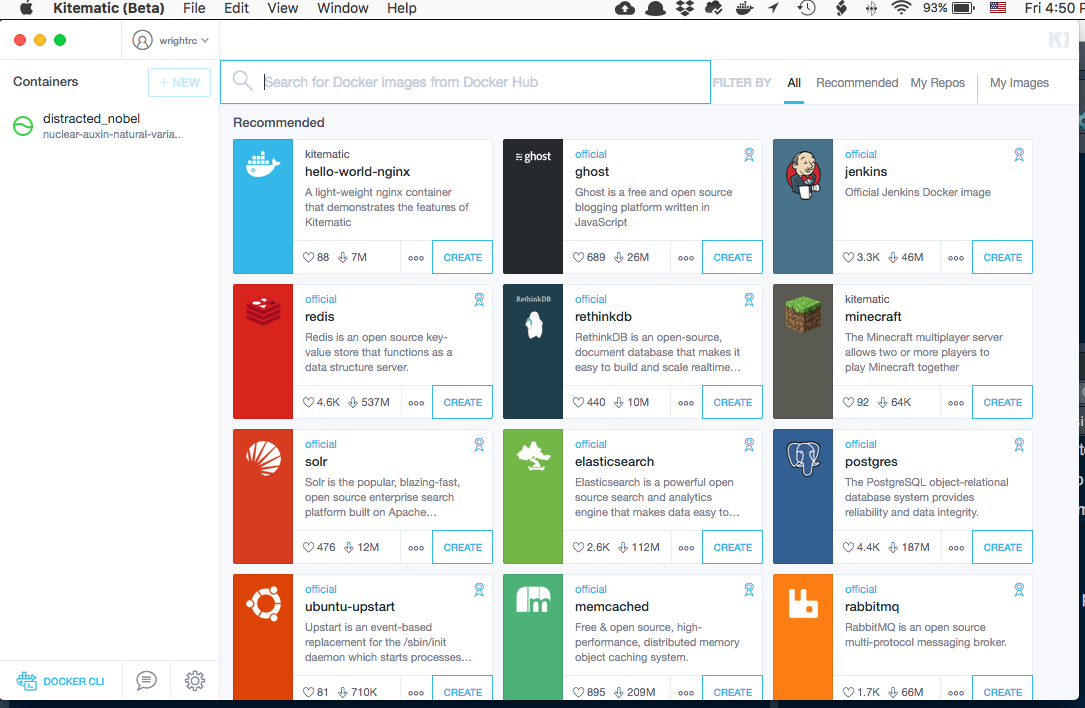 Kitematic (Beta) File Edit View Window Help 93% Fri 4:50 P
wrightrc
Containers
+ NEW
Search for Docker images from Docker Hub
FILTER BY All Recommended My Repos My Images
distracted_nobel
nuclear-auxin-natural-varia...
Recommended
kitematic
hello-world-nginx
A light-weight nginx container
that demonstrates the features of
Kitematic
88 7M
CREATE
ghost
official
ghost
Ghost is a free and open source
blogging platform written in
JavaScript
689 26M
CREATE
official
jenkins
Official Jenkins Docker image
3.3K 46M
CREATE
official
redis
Redis is an open source key-
value store that functions as a
data structure server.
4.6K 537M
CREATE
RethinkDB
official
rethinkdb
RethinkDB is an open-source,
document database that makes it
easy to build and scale realtime...
440 10M
CREATE
kitematic
minecraft
The Minecraft multiplayer server
allows two or more players to
play Minecraft together
92 64K
CREATE
official
solr
Solr is the popular, blazing-fast,
open source enterprise search
platform built on Apache...
476 12M
CREATE
official
elasticsearch
Elasticsearch is a powerful open
source search and analytics
engine that makes data easy to...
2.6K 112M
CREATE
official
postgres
The PostgreSQL object-relational
database system provides
reliability and data integrity.
4.4K 187M
CREATE
official
ubuntu-upstart
Upstart is an event-based
replacement for the /sbin/init
daemon which starts processes...
81 710K
CREATE
official
memcached
Free & open source, high-
performance, distributed memory
object caching system.
895 209M
CREATE
official
rabbitmq
RabbitMQ is an open source
multi-protocol messaging broker.
1.7K 66M
CREATE
DOCKER CLI